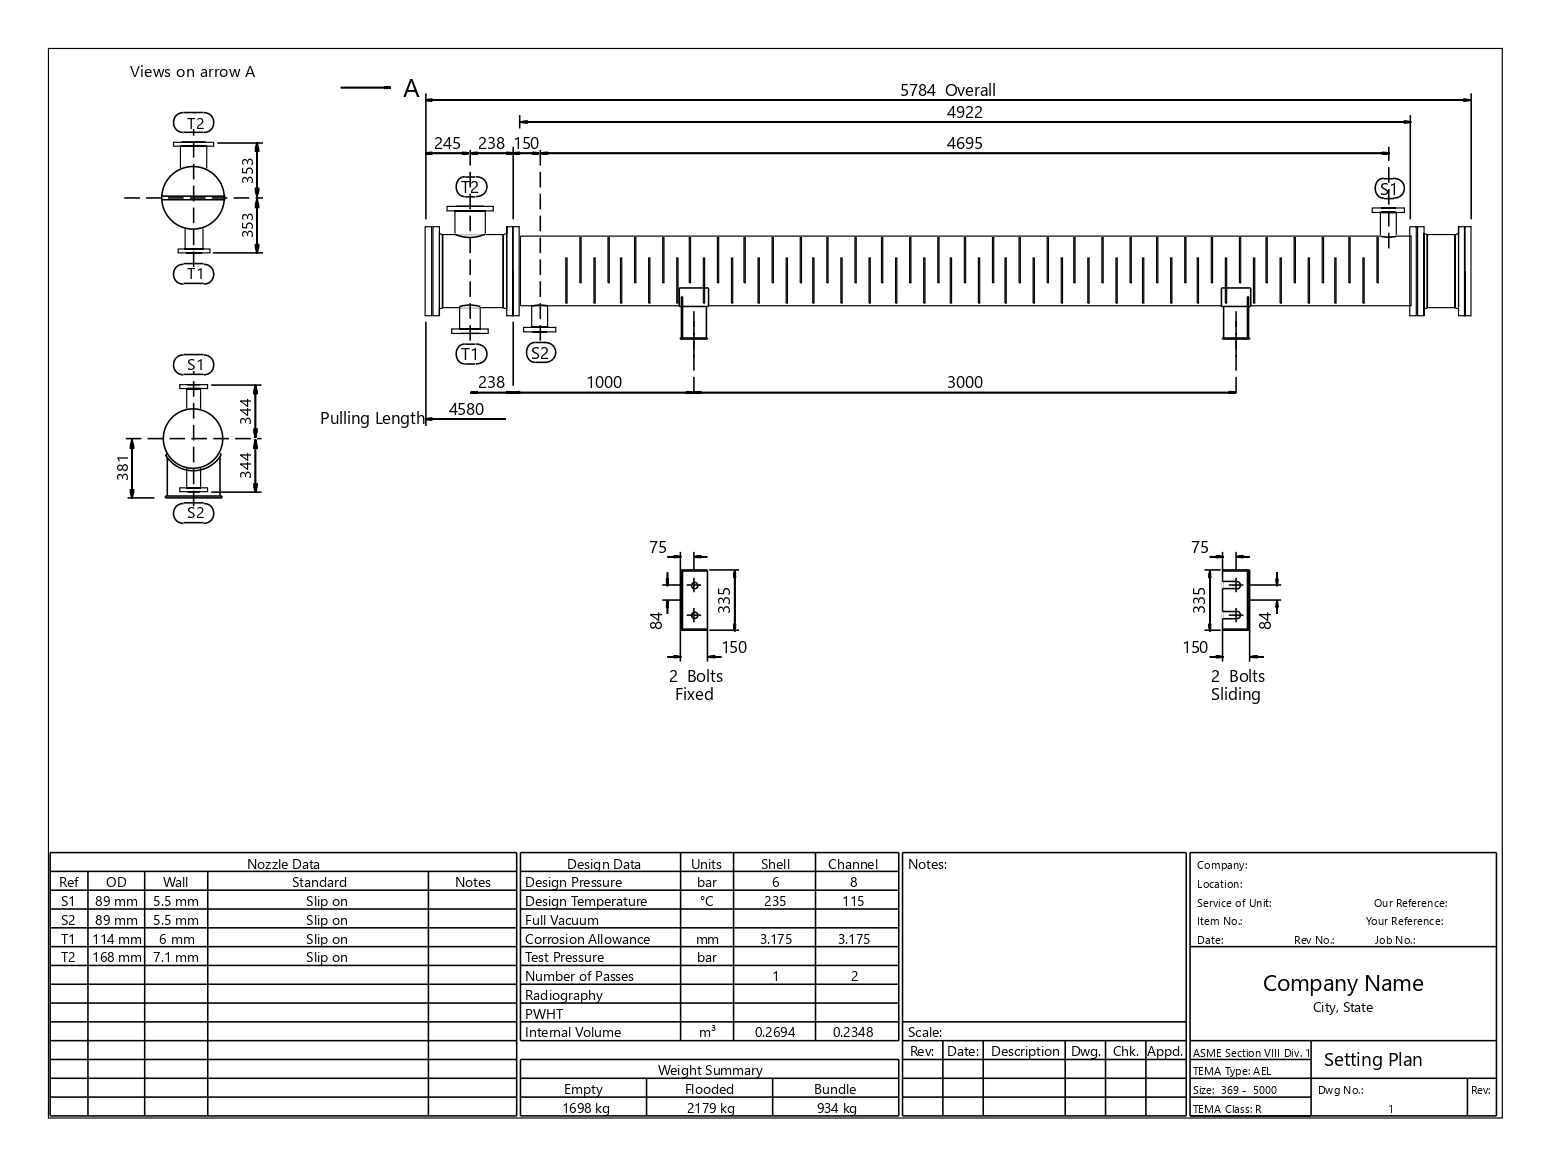 Views on arrow A
A
5784 Overall
4922
245 238 150 4695
T2
353
353
T1
T2
S1
T1
S2
238 1000 3000
Pulling Length 4580
S1
344
344
381
S2
75
335
84
150
2 Bolts
Fixed
75
335
84
150
2 Bolts
Sliding
Nozzle Data
Ref OD Wall Standard Notes
S1 89 mm 5.5 mm Slip on
S2 89 mm 5.5 mm Slip on
T1 114 mm 6 mm Slip on
T2 168 mm 7.1 mm Slip on
Design Data Units Shell Channel
Design Pressure bar 6 8
Design Temperature °C 235 115
Full Vacuum
Corrosion Allowance mm 3.175 3.175
Test Pressure bar
Number of Passes 1 2
Radiography
PWHT
Internal Volume m³ 0.2694 0.2348
Weight Summary
Empty Flooded Bundle
1698 kg 2179 kg 934 kg
Notes:
Scale:
Rev: Date: Description Dwg. Chk. Appd.
Company:
Location:
Service of Unit: Our Reference:
Item No.: Your Reference:
Date: Rev No.: Job No.:
Company Name
City, State
ASME Section VIII Div. 1
TEMA Type: AEL
Size: 369 - 5000
TEMA Class: R
Setting Plan
Dwg No.: Rev:
1